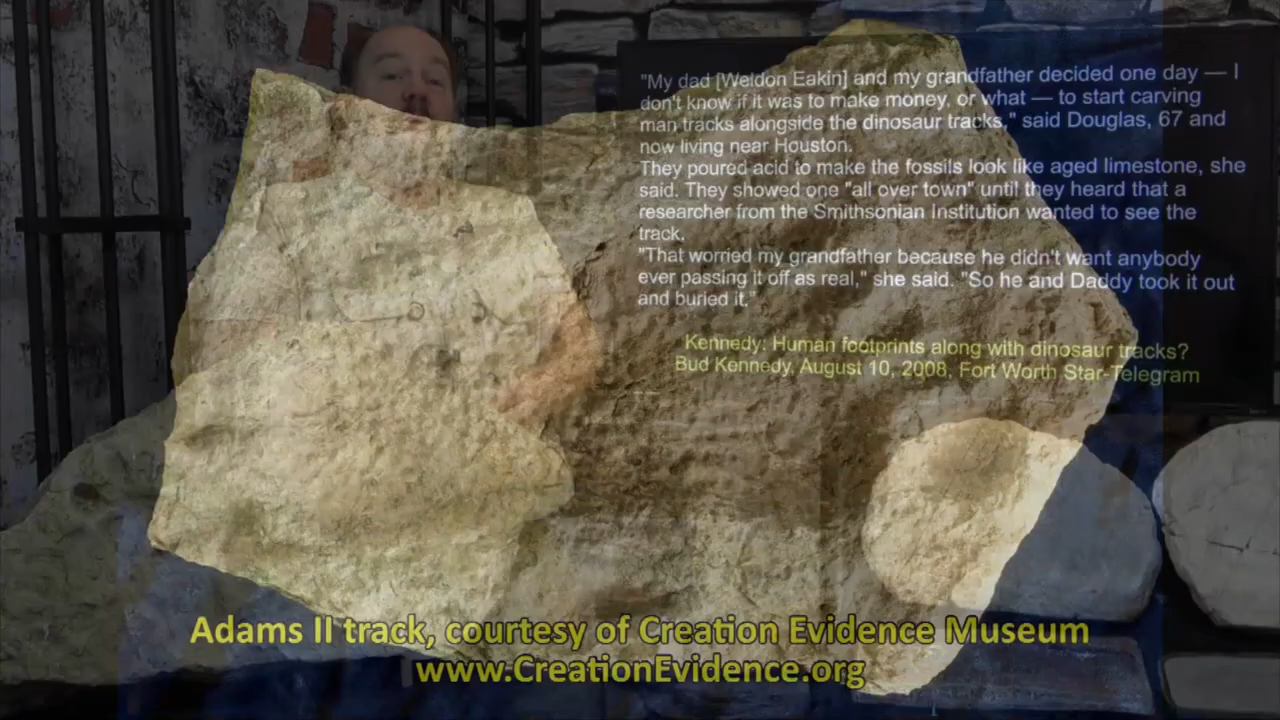 "My dad [Weldon Eakin] and my grandfather decided one day — I
don't know if it was to make money, or what — to start carving
man tracks alongside the dinosaur tracks," said Douglas, 67 and
now living near Houston.
They poured acid to make the fossils look like aged limestone, she
said. They showed one "all over town" until they heard that a
researcher from the Smithsonian Institution wanted to see the
track.
"That worried my grandfather because he didn't want anybody
ever passing it off as real," she said. "So he and Daddy took it out
and buried it."
Kennedy: Human footprints along with dinosaur tracks?
Bud Kennedy, August 10, 2008, Fort Worth Star-Telegram
Adams II track, courtesy of Creation Evidence Museum
www.CreationEvidence.org